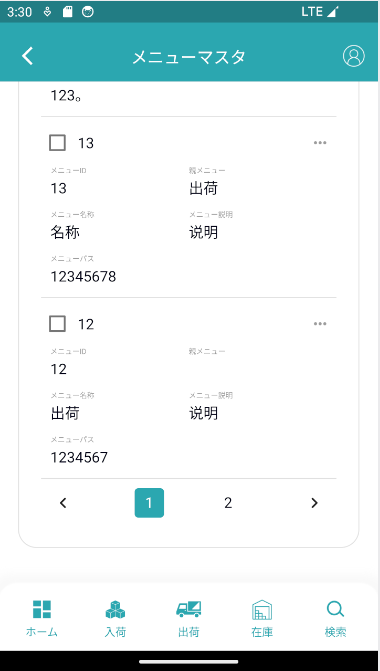 3:30 LTE
メニューマスタ
123。
13
メニューID 親メニュー
13 出荷
メニュー名称 メニュー説明
名称 说明
メニューパス
12345678
12
メニューID 親メニュー
12
メニュー名称 メニュー説明
出荷 说明
メニューパス
1234567
1 2
ホーム 入荷 出荷 在庫 検索